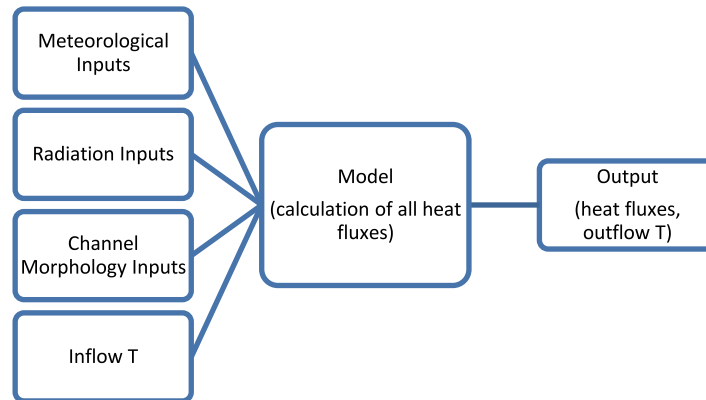 Meteorological
Inputs
Radiation Inputs
Channel
Morphology Inputs
Inflow T
Model
(calculation of all heat
fluxes)
Output
(heat fluxes,
outflow T)